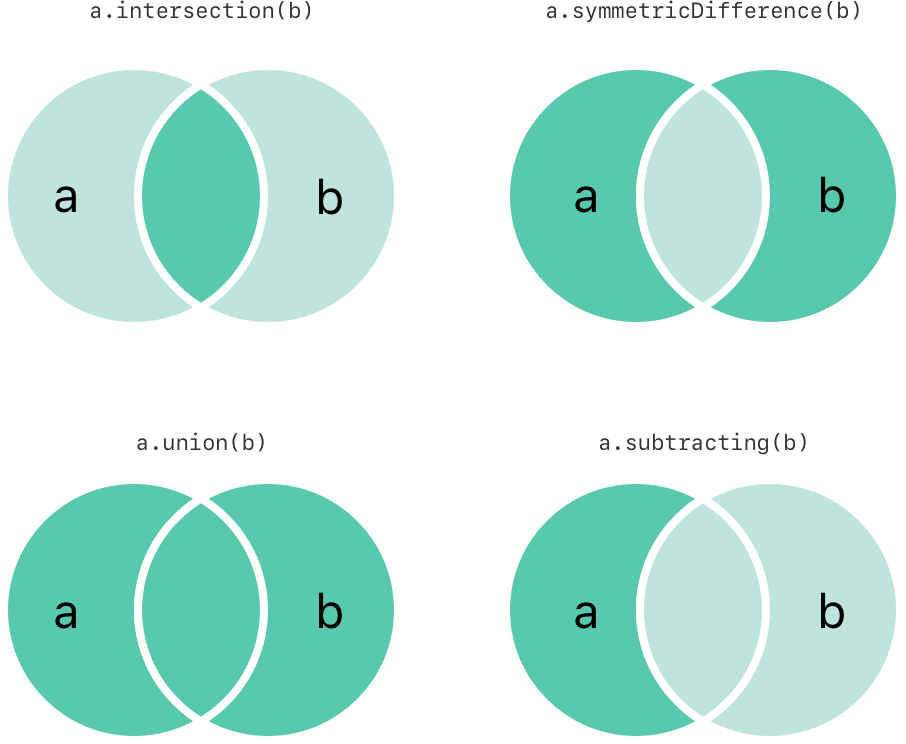 a.intersection(b)
a.symmetricDifference(b)
a
b
a
b
a.union(b)
a.subtracting(b)
a
b
a
b